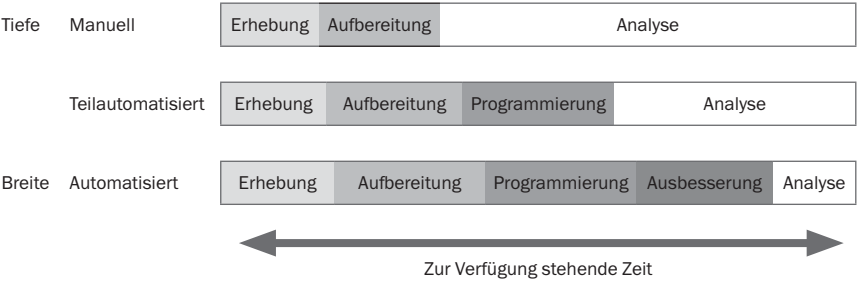 Tiefe Manuell Erhebung Aufbereitung Analyse
Teilautomatisiert Erhebung Aufbereitung Programmierung Analyse
Breite Automatisiert Erhebung Aufbereitung Programmierung Ausbesserung Analyse
Zur Verfügung stehende Zeit